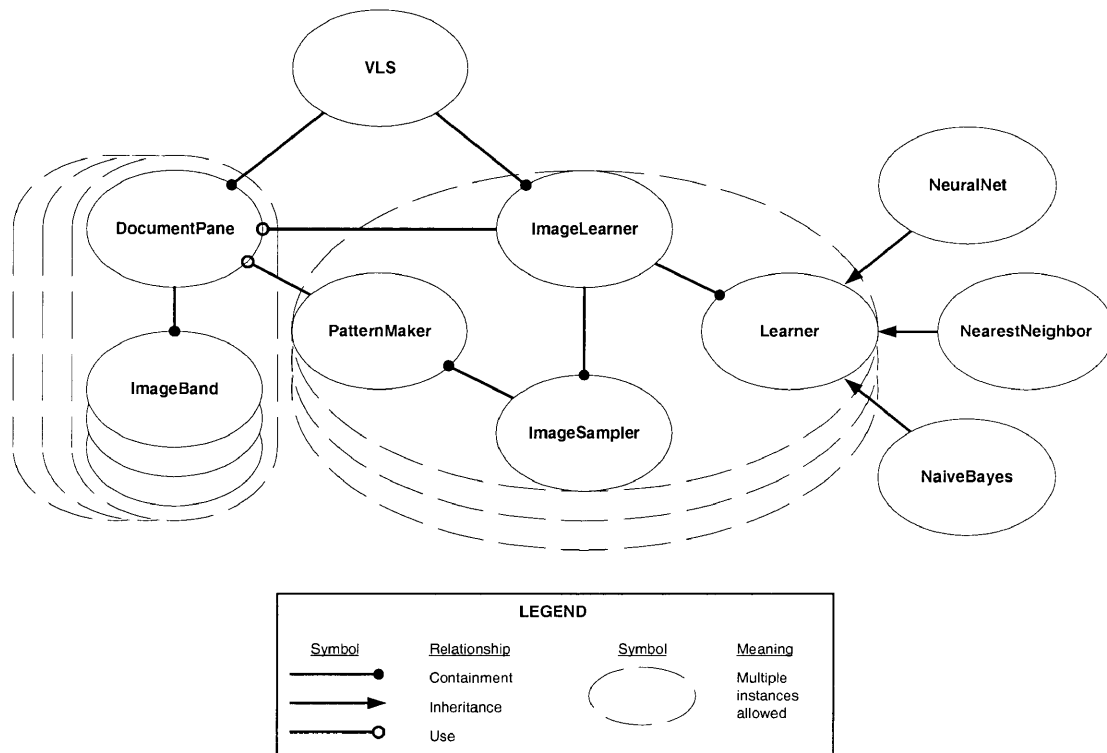 VLS
NeuralNet
DocumentPane
ImageLearner
PatternMaker
Learner
NearestNeighbor
ImageBand
ImageSampler
NaiveBayes
LEGEND
Symbol Relationship Symbol Meaning
Containment
Inheritance
Use
Multiple
instances
allowed